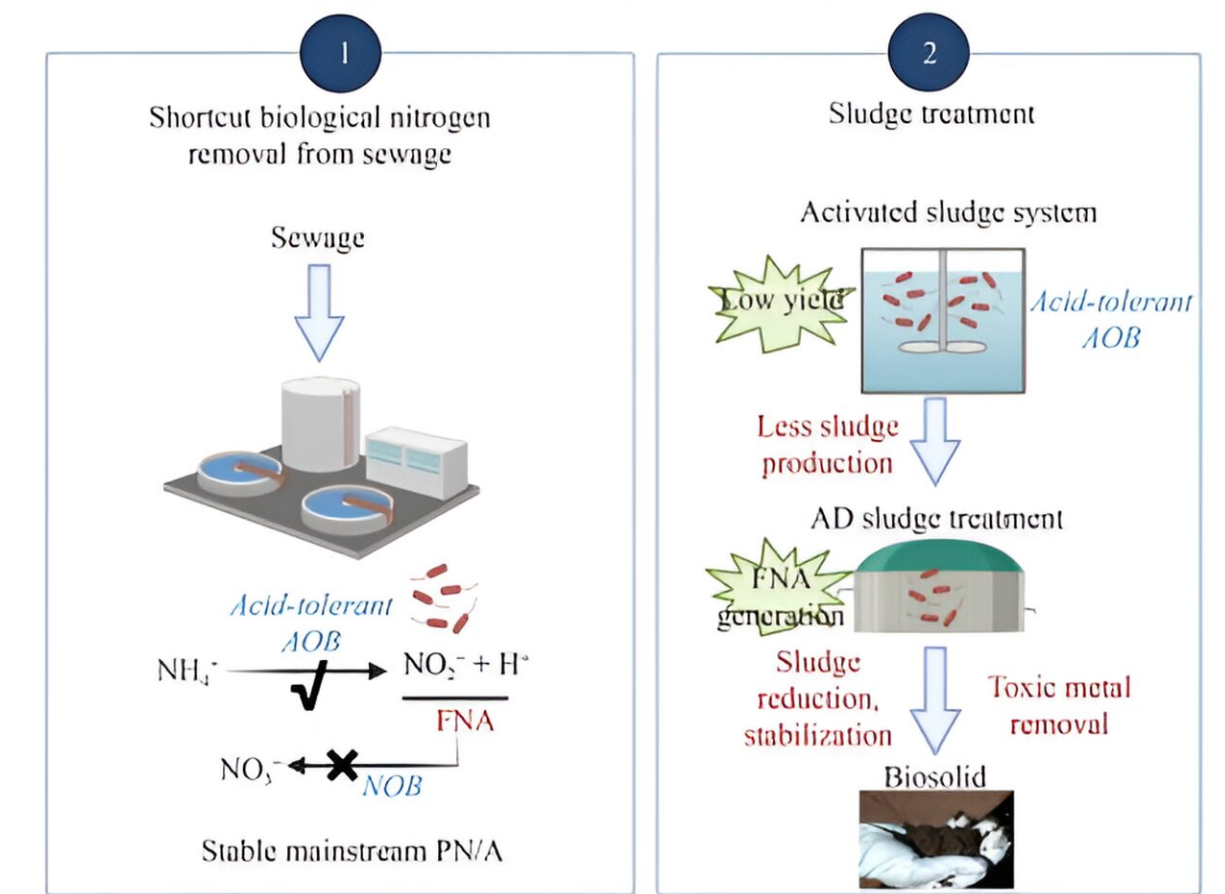 1
Shortcut biological nitrogen
removal from sewage
Sewage
Acid-tolerant
AOB
NH₄⁺
NO₂⁻ + H⁺
FNA
NO₃⁻
NOB
Stable mainstream PN/A
2
Sludge treatment
Activated sludge system
Low yield
Acid-tolerant
AOB
Less sludge
production
AD sludge treatment
FNA
generation
Sludge
reduction,
stabilization
Toxic metal
removal
Biosolid